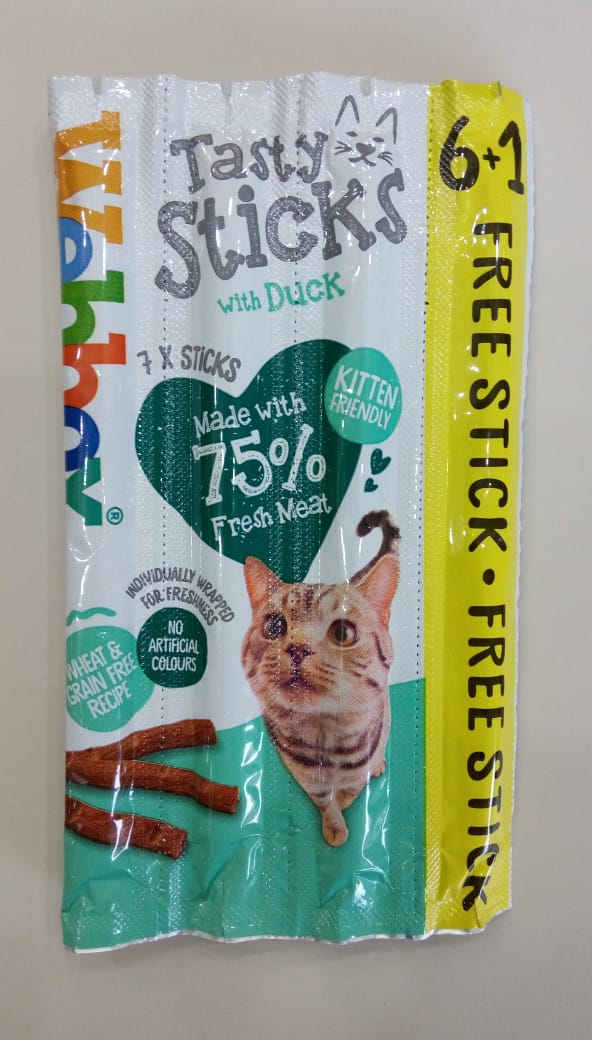 Webbox®
Tasty
Sticks
with Duck
7 X STICKS
Made with
75%
Fresh Meat
KITTEN
FRIENDLY
INDIVIDUALLY WRAPPED
FOR FRESHNESS
NO
ARTIFICIAL
COLOURS
WHEAT &
GRAIN FREE
RECIPE
6+1
FREE STICK • FREE STICK